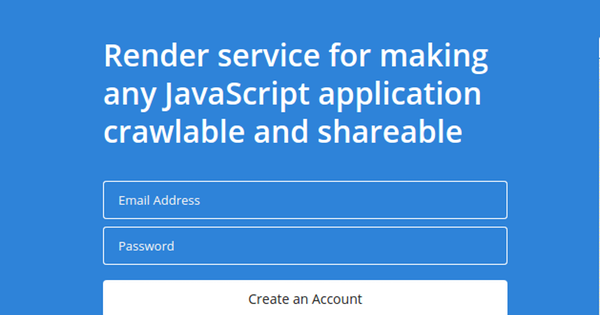 Render service for making
any JavaScript application
crawlable and shareable
Email Address
Password
Create an Account